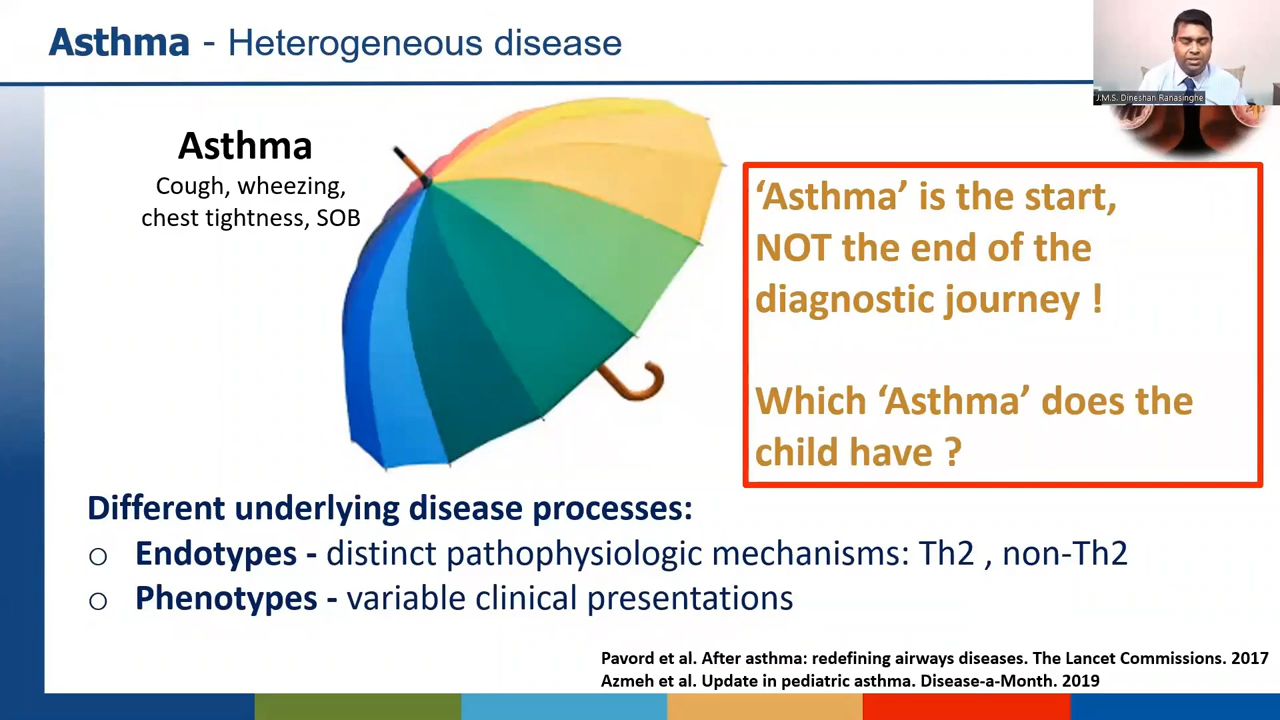 Asthma - Heterogeneous disease
J.M.S. Dineshan Ranasinghe
Asthma
Cough, wheezing,
chest tightness, SOB
‘Asthma’ is the start,
NOT the end of the
diagnostic journey !
Which ‘Asthma’ does the
child have ?
Different underlying disease processes:
o Endotypes - distinct pathophysiologic mechanisms: Th2 , non-Th2
o Phenotypes - variable clinical presentations
Pavord et al. After asthma: redefining airways diseases. The Lancet Commissions. 2017
Azmeh et al. Update in pediatric asthma. Disease-a-Month. 2019